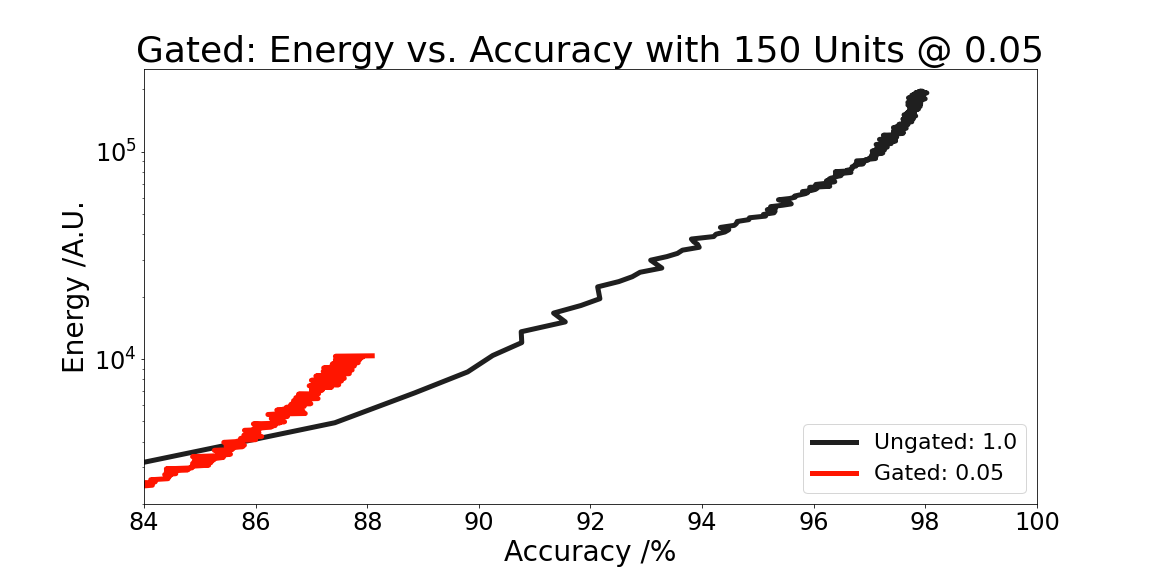 Gated: Energy vs. Accuracy with 150 Units @ 0.05
10^5
10^4
Energy /A.U.
84 86 88 90 92 94 96 98 100
Accuracy /%
Ungated: 1.0
Gated: 0.05